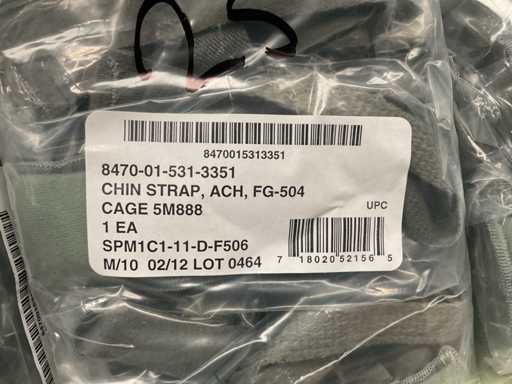 25
8470015313351
8470-01-531-3351
CHIN STRAP, ACH, FG-504
CAGE 5M888
1 EA
UPC
SPM1C1-11-D-F506
M/10 02/12 LOT 0464
7 18020 52156 5